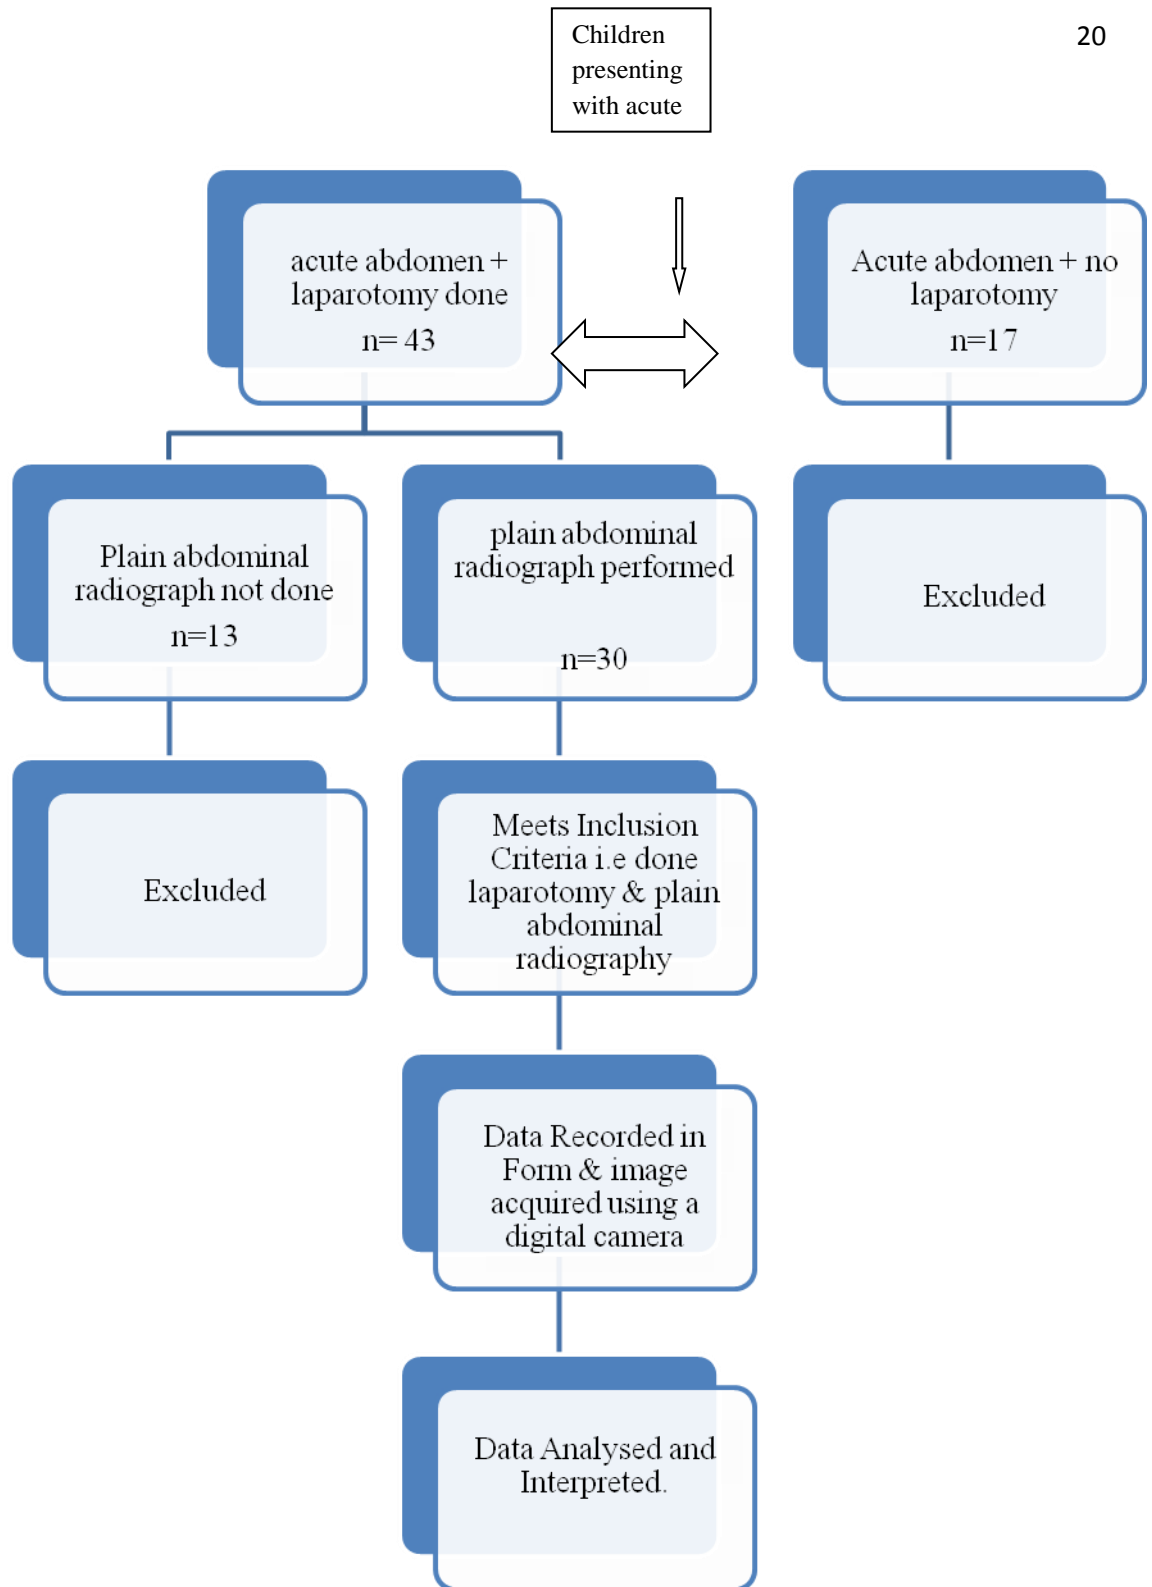 20
Children
presenting
with acute
acute abdomen +
laparotomy done
n= 43
Acute abdomen + no
laparotomy
n=17
Plain abdominal
radiograph not done
n=13
plain abdominal
radiograph performed
n=30
Excluded
Excluded
Meets Inclusion
Criteria i.e done
laparotomy & plain
abdominal
radiography
Data Recorded in
Form & image
acquired using a
digital camera
Data Analysed and
Interpreted.